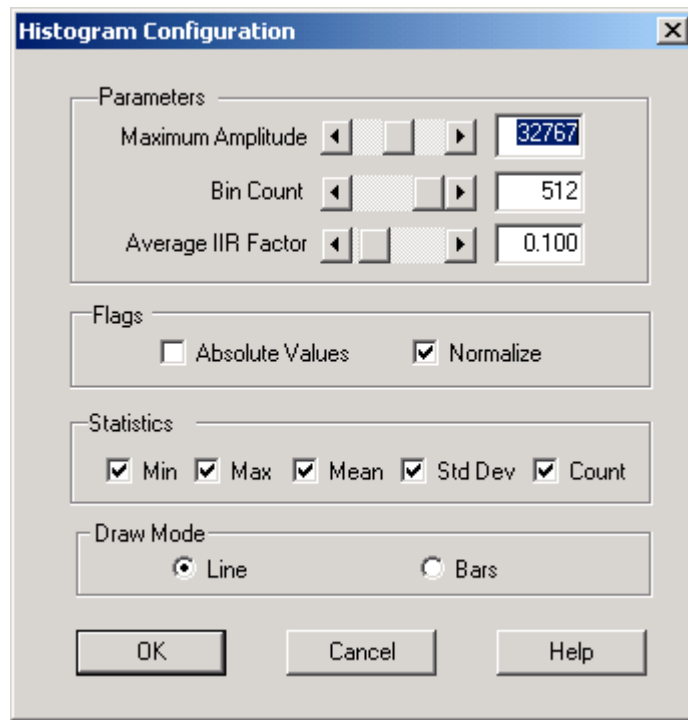 Histogram Configuration
Parameters
Maximum Amplitude 32767
Bin Count 512
Average IIR Factor 0.100
Flags
Absolute Values Normalize
Statistics
Min Max Mean Std Dev Count
Draw Mode
Line Bars
OK Cancel Help